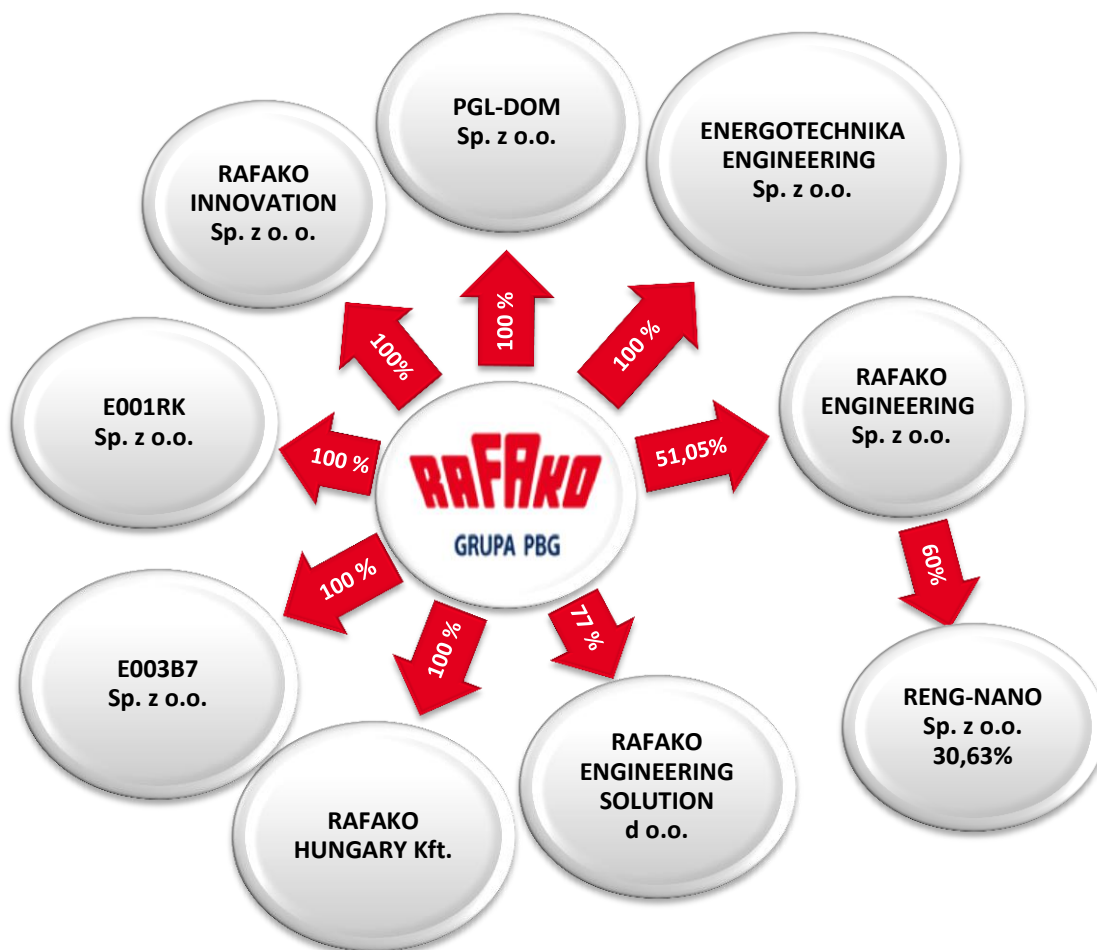 PGL-DOM
Sp. z o.o.
ENERGOTECHNIKA
ENGINEERING
Sp. z o.o.
RAFAKO
INNOVATION
Sp. z o. o.
100 %
100%
100 %
RAFAKO
ENGINEERING
Sp. z o.o.
E001RK
Sp. z o.o.
100 %
RAFAKO
GRUPA PBG
51,05%
60%
100 %
100 %
77 %
E003B7
Sp. z o.o.
RENG-NANO
Sp. z o.o.
30,63%
RAFAKO
ENGINEERING
SOLUTION
d o.o.
RAFAKO
HUNGARY Kft.